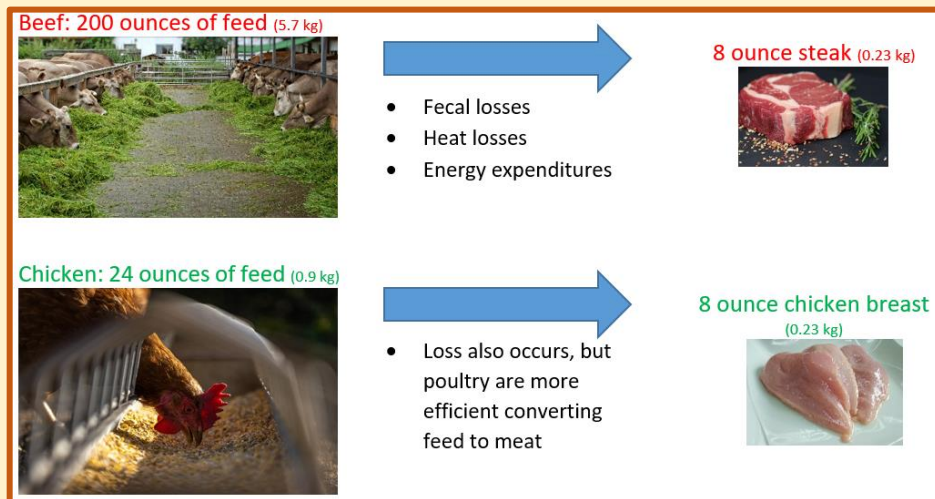 Beef: 200 ounces of feed (5.7 kg)
8 ounce steak (0.23 kg)
• Fecal losses
• Heat losses
• Energy expenditures
Chicken: 24 ounces of feed (0.9 kg)
8 ounce chicken breast
(0.23 kg)
• Loss also occurs, but
poultry are more
efficient converting
feed to meat